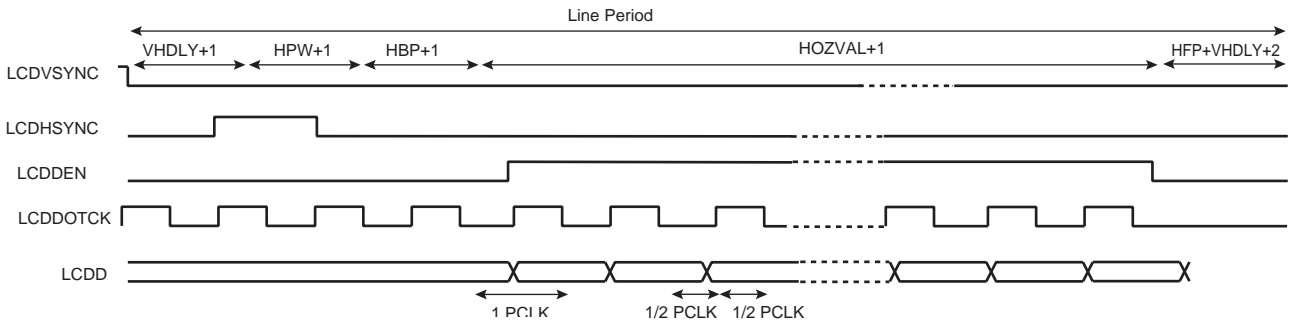 Line Period
VHDLY+1 HPW+1 HBP+1 HOZVAL+1 HFP+VHDLY+2
LCDVSYNC
LCDHSYNC
LCDDEN
LCDDOTCK
LCDD
1 PCLK 1/2 PCLK 1/2 PCLK